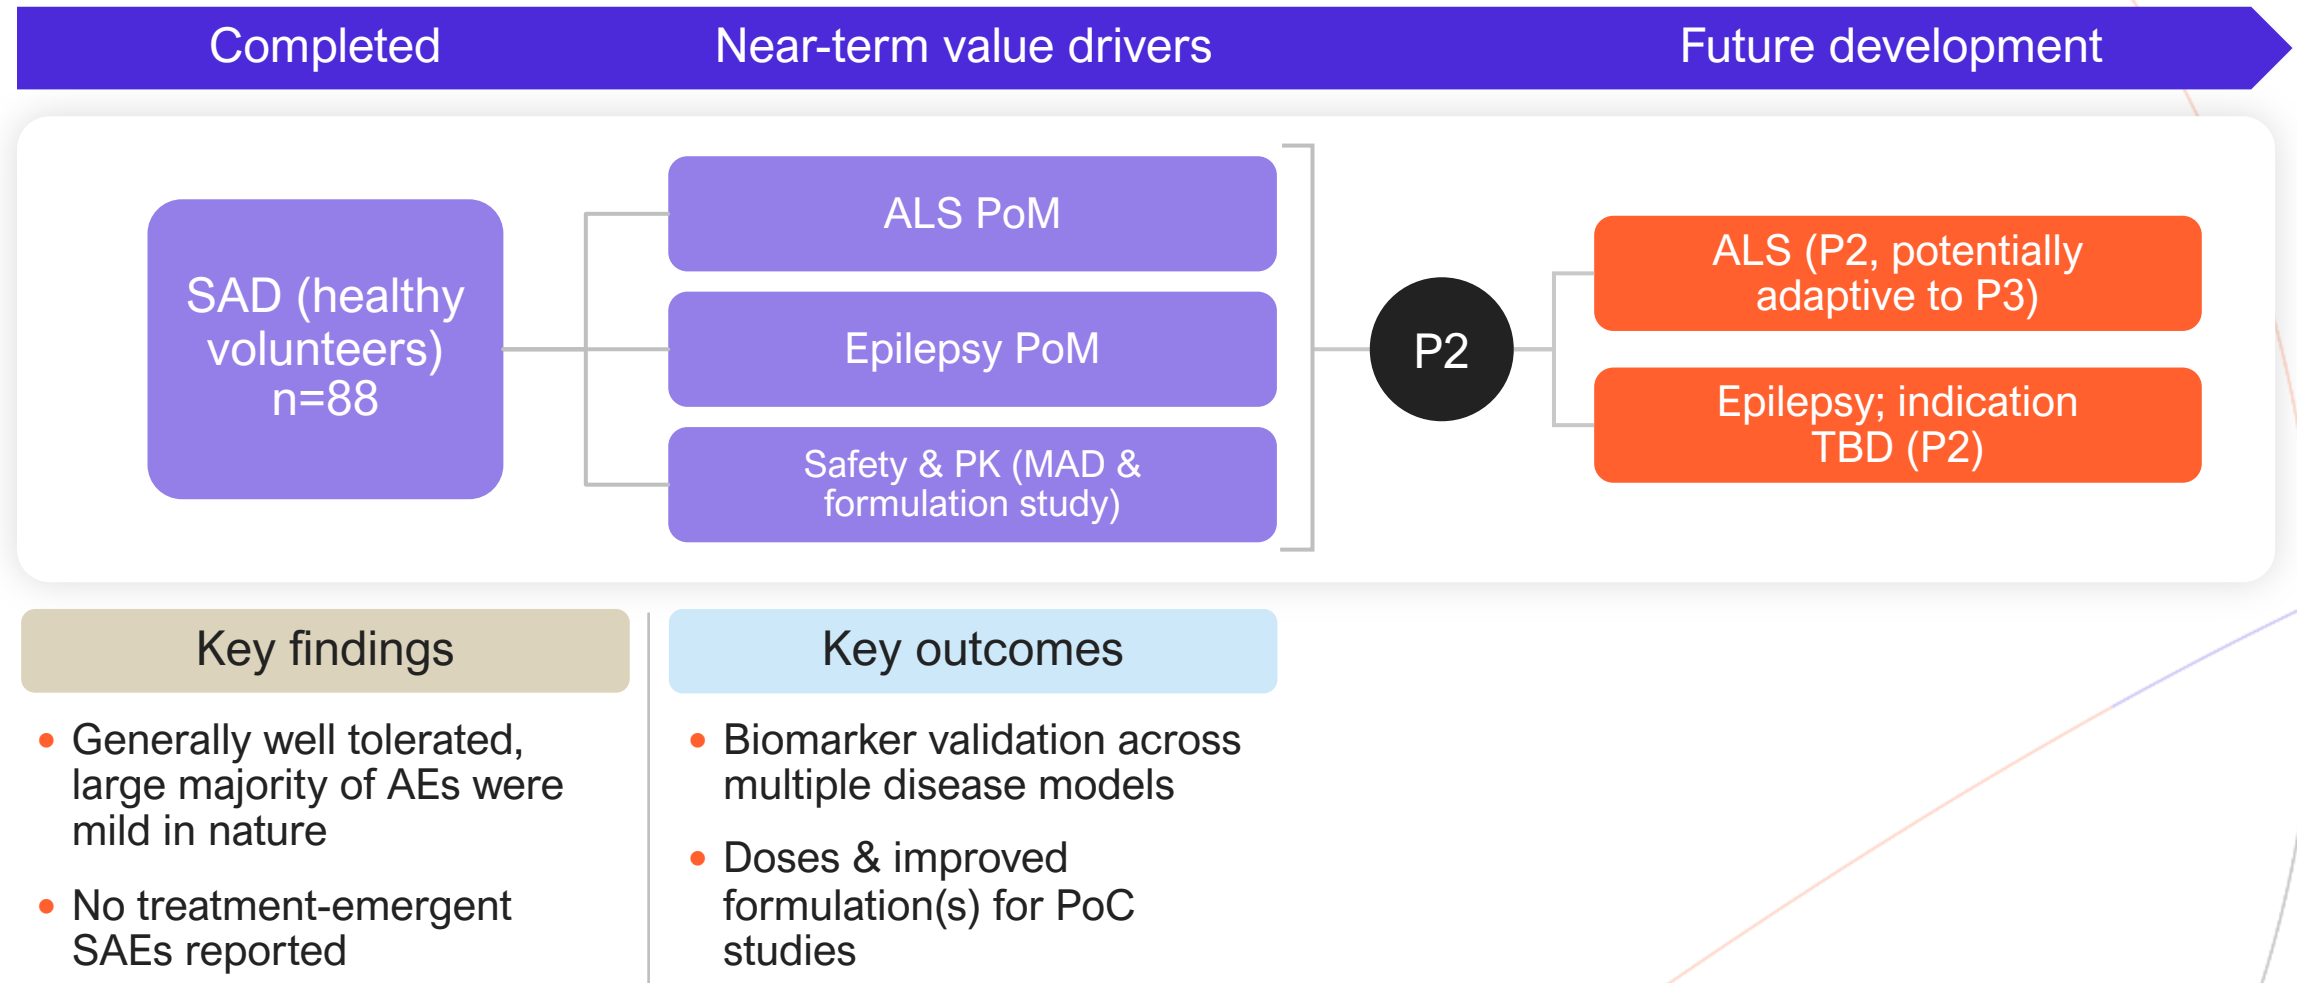 Completed
Near-term value drivers
Future development
SAD (healthy
volunteers)
n=88
ALS PoM
Epilepsy PoM
Safety & PK (MAD &
formulation study)
P2
ALS (P2, potentially
adaptive to P3)
Epilepsy; indication
TBD (P2)
Key findings
• Generally well tolerated,
large majority of AEs were
mild in nature
• No treatment-emergent
SAEs reported
Key outcomes
• Biomarker validation across
multiple disease models
• Doses & improved
formulation(s) for PoC
studies